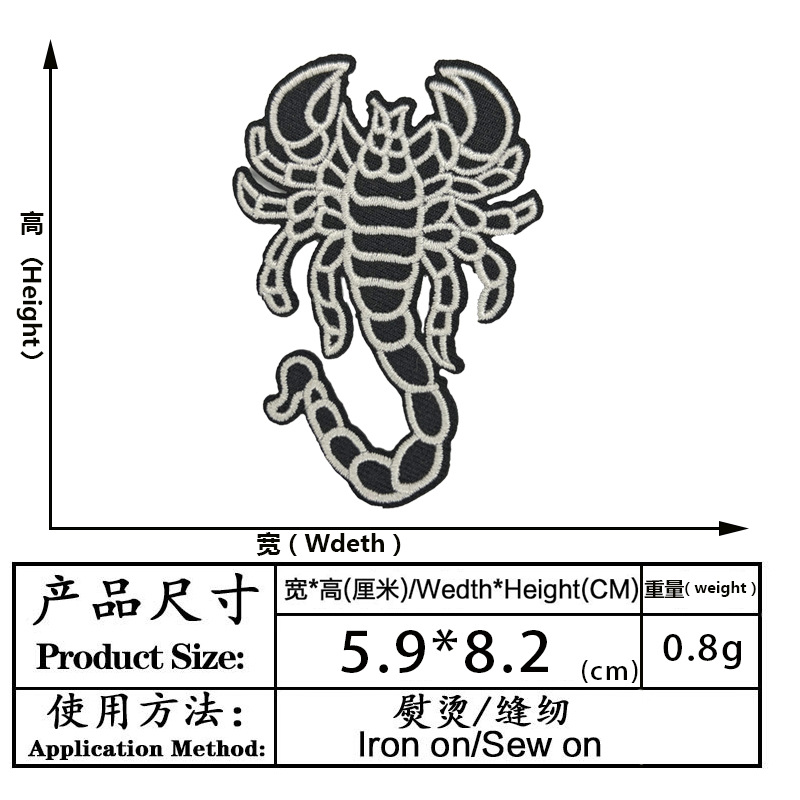 高（Height）
宽（Wdeth）
产品尺寸
Product Size:
宽*高(厘米)/Wedth*Height(CM)
重量( weight )
5.9*8.2 (cm)
0.8g
使用方法：
Application Method:
熨烫/缝纫
Iron on/Sew on